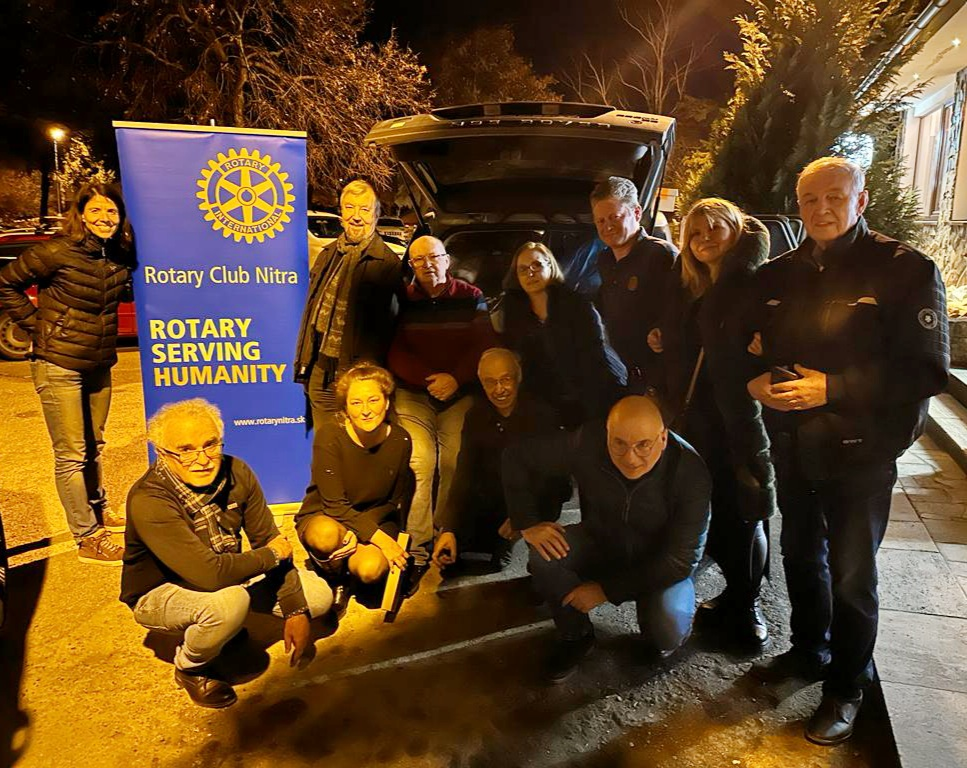 ROTARY
INTERNATIONAL
Rotary Club Nitra
ROTARY
SERVING
HUMANITY
www.rotarynitra.sk